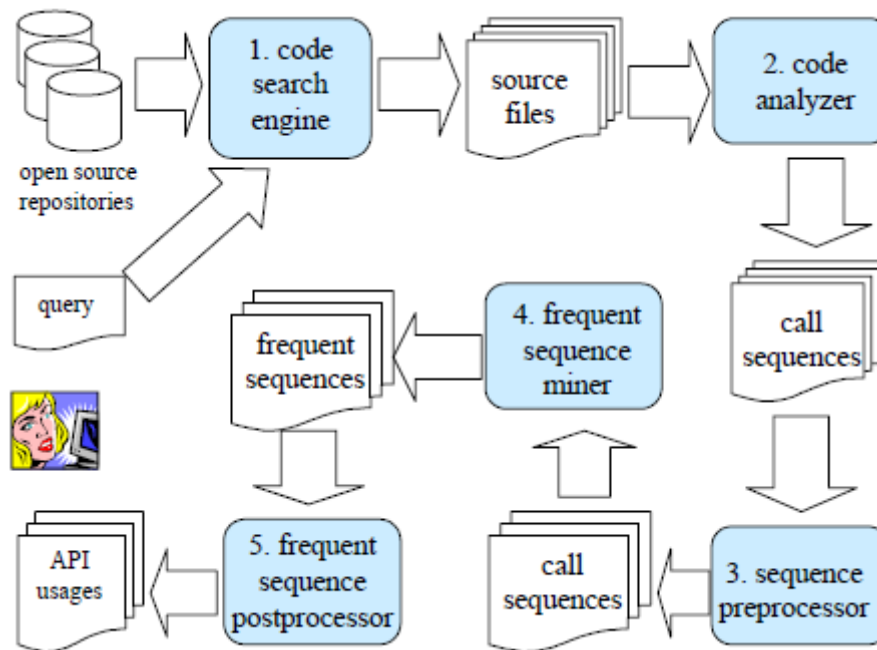 1. code
search
engine
source
files
2. code
analyzer
open source
repositories
query
call
sequences
3. sequence
preprocessor
call
sequences
4. frequent
sequence
miner
frequent
sequences
5. frequent
sequence
postprocessor
API
usages